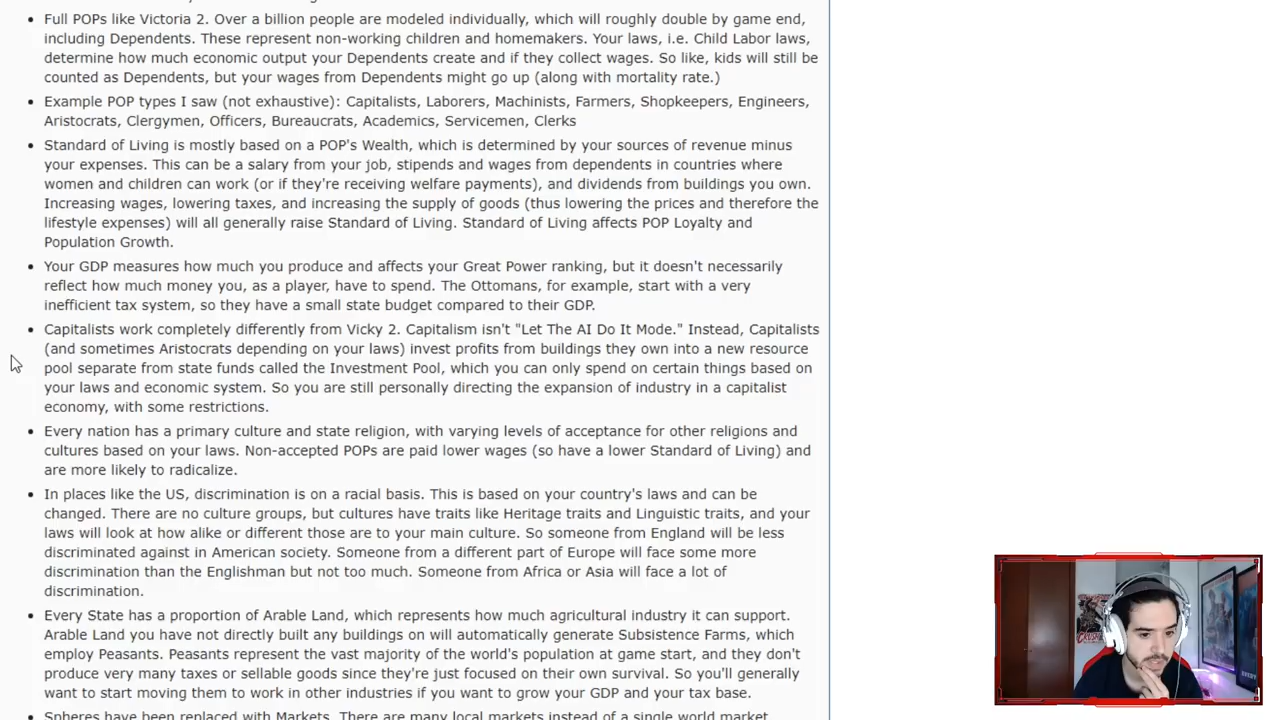 Full POPs like Victoria 2. Over a billion people are modeled individually, which will roughly double by game end,
including Dependents. These represent non-working children and homemakers. Your laws, i.e. Child Labor laws,
determine how much economic output your Dependents create and if they collect wages. So like, kids will still be
counted as Dependents, but your wages from Dependents might go up (along with mortality rate.)
Example POP types I saw (not exhaustive): Capitalists, Laborers, Machinists, Farmers, Shopkeepers, Engineers,
Aristocrats, Clergymen, Officers, Bureaucrats, Academics, Servicemen, Clerks
Standard of Living is mostly based on a POP's Wealth, which is determined by your sources of revenue minus
your expenses. This can be a salary from your job, stipends and wages from dependents in countries where
women and children can work (or if they're receiving welfare payments), and dividends from buildings you own.
Increasing wages, lowering taxes, and increasing the supply of goods (thus lowering the prices and therefore the
lifestyle expenses) will all generally raise Standard of Living. Standard of Living affects POP Loyalty and
Population Growth.
Your GDP measures how much you produce and affects your Great Power ranking, but it doesn't necessarily
reflect how much money you, as a player, have to spend. The Ottomans, for example, start with a very
inefficient tax system, so they have a small state budget compared to their GDP.
Capitalists work completely differently from Vicky 2. Capitalism isn't "Let The AI Do It Mode." Instead, Capitalists
(and sometimes Aristocrats depending on your laws) invest profits from buildings they own into a new resource
pool separate from state funds called the Investment Pool, which you can only spend on certain things based on
your laws and economic system. So you are still personally directing the expansion of industry in a capitalist
economy, with some restrictions.
Every nation has a primary culture and state religion, with varying levels of acceptance for other religions and
cultures based on your laws. Non-accepted POPs are paid lower wages (so have a lower Standard of Living) and
are more likely to radicalize.
In places like the US, discrimination is on a racial basis. This is based on your country's laws and can be
changed. There are no culture groups, but cultures have traits like Heritage traits and Linguistic traits, and your
laws will look at how alike or different those are to your main culture. So someone from England will be less
discriminated against in American society. Someone from a different part of Europe will face some more
discrimination than the Englishman but not too much. Someone from Africa or Asia will face a lot of
discrimination.
Every State has a proportion of Arable Land, which represents how much agricultural industry it can support.
Arable Land you have not directly built any buildings on will automatically generate Subsistence Farms, which
employ Peasants. Peasants represent the vast majority of the world's population at game start, and they don't
produce very many taxes or sellable goods since they're just focused on their own survival. So you'll generally
want to start moving them to work in other industries if you want to grow your GDP and your tax base.
Spheres have been replaced with Markets. There are many local markets instead of a single world market.